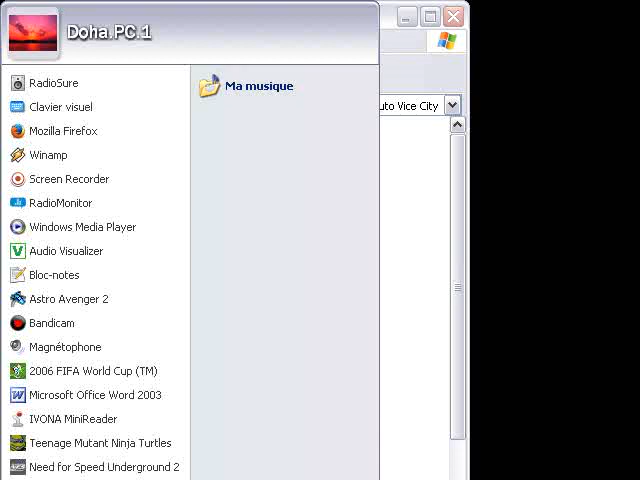 Doha.PC.1
RadioSure
Ma musique
Clavier visuel
uto Vice City
Mozilla Firefox
Winamp
Screen Recorder
RadioMonitor
Windows Media Player
Audio Visualizer
Bloc-notes
Astro Avenger 2
Bandicam
Magnétophone
2006 FIFA World Cup (TM)
Microsoft Office Word 2003
IVONA MiniReader
Teenage Mutant Ninja Turtles
Need for Speed Underground 2